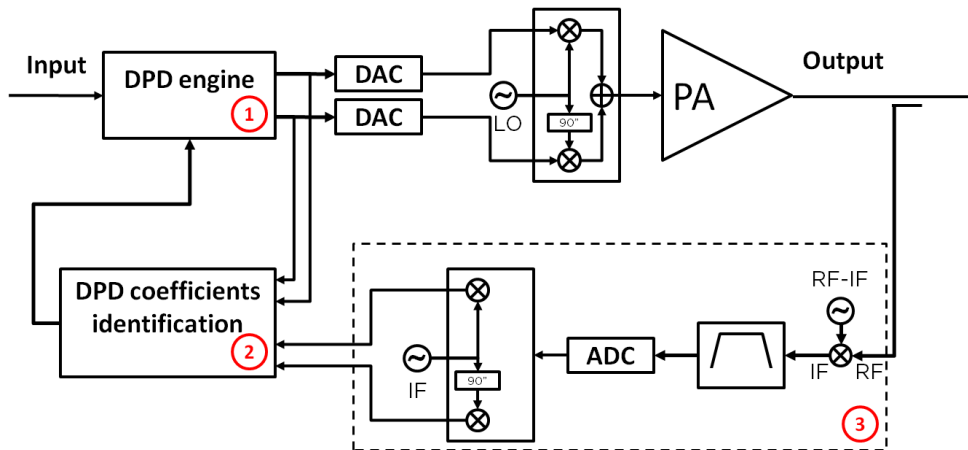 Input
DPD engine
1
DAC
DAC
LO
90"
PA
Output
DPD coefficients
identification
2
IF
90"
ADC
RF-IF
IF
RF
3